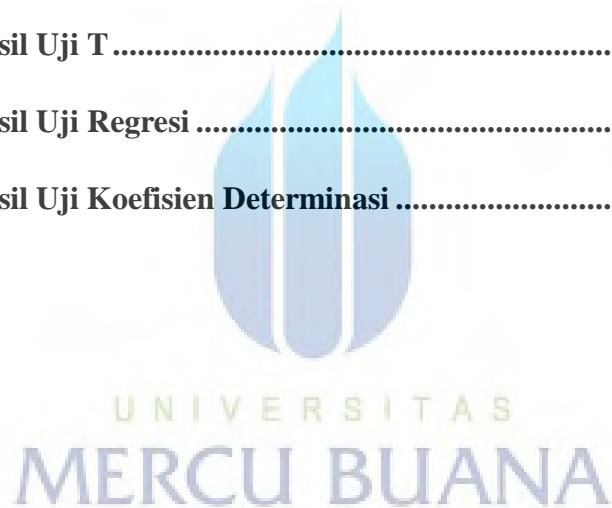 sil Uji T ............................................................
sil Uji Regresi ..................................................
sil Uji Koefisien Determinasi ..........................
UNIVERSITAS
MERCU BUANA